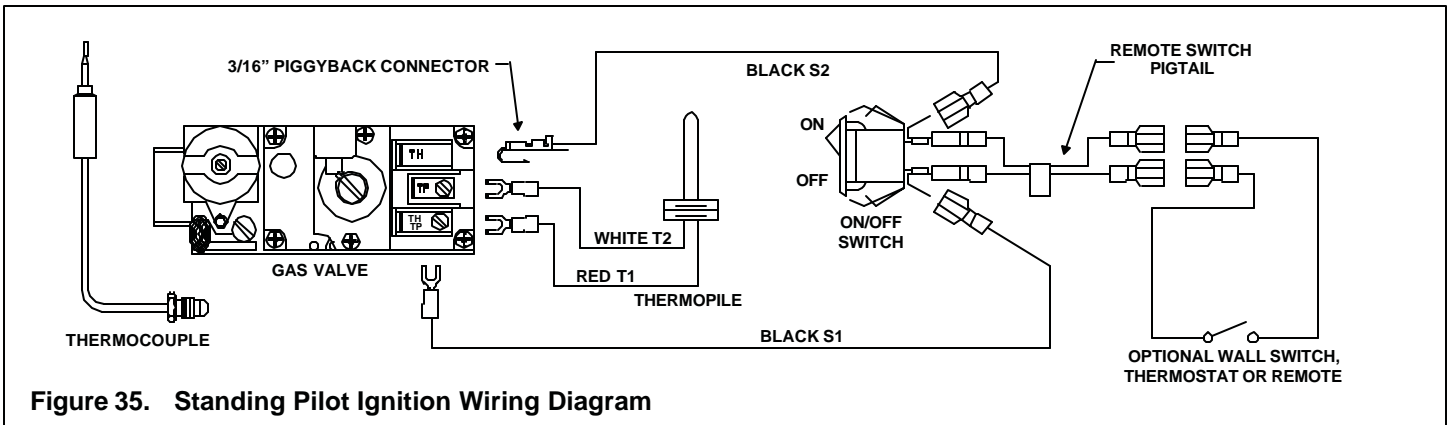 REMOTE SWITCH
PIGTAIL
3/16” PIGGYBACK CONNECTOR
BLACK S2
ON
OFF
TH
TP
TH
TP
ON/OFF
SWITCH
WHITE T2
GAS VALVE
RED T1
THERMOPILE
THERMOCOUPLE
BLACK S1
OPTIONAL WALL SWITCH,
THERMOSTAT OR REMOTE
Figure 35. Standing Pilot Ignition Wiring Diagram